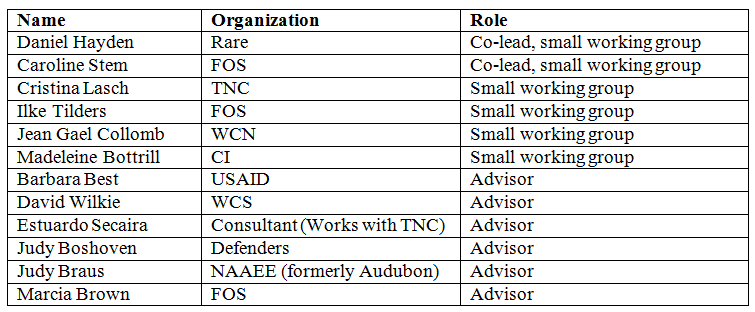 Name Organization Role
Daniel Hayden Rare Co-lead, small working group
Caroline Stem FOS Co-lead, small working group
Cristina Lasch TNC Small working group
Ilke Tilders FOS Small working group
Jean Gael Collomb WCN Small working group
Madeleine Bottrill CI Small working group
Barbara Best USAID Advisor
David Wilkie WCS Advisor
Estuardo Secaira Consultant (Works with TNC) Advisor
Judy Boshoven Defenders Advisor
Judy Braus NAAEE (formerly Audubon) Advisor
Marcia Brown FOS Advisor